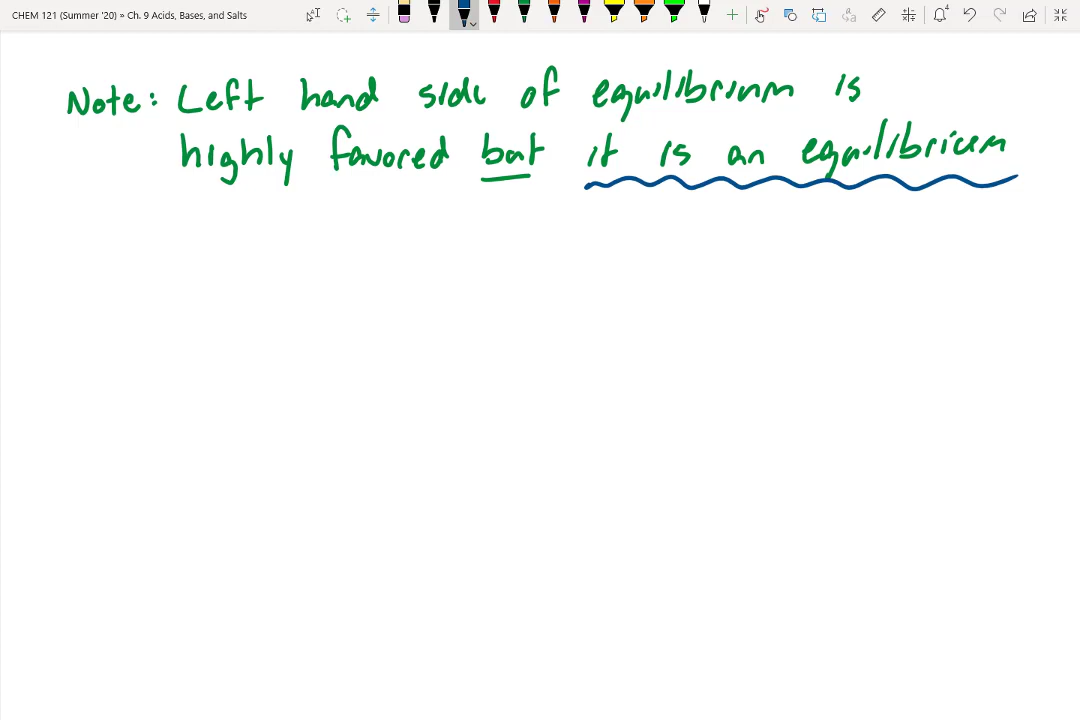 CHEM 121 (Summer '20) » Ch. 9 Acids, Bases, and Salts
Note: Left hand side of equilibrium is
highly favored but it is an equilibrium